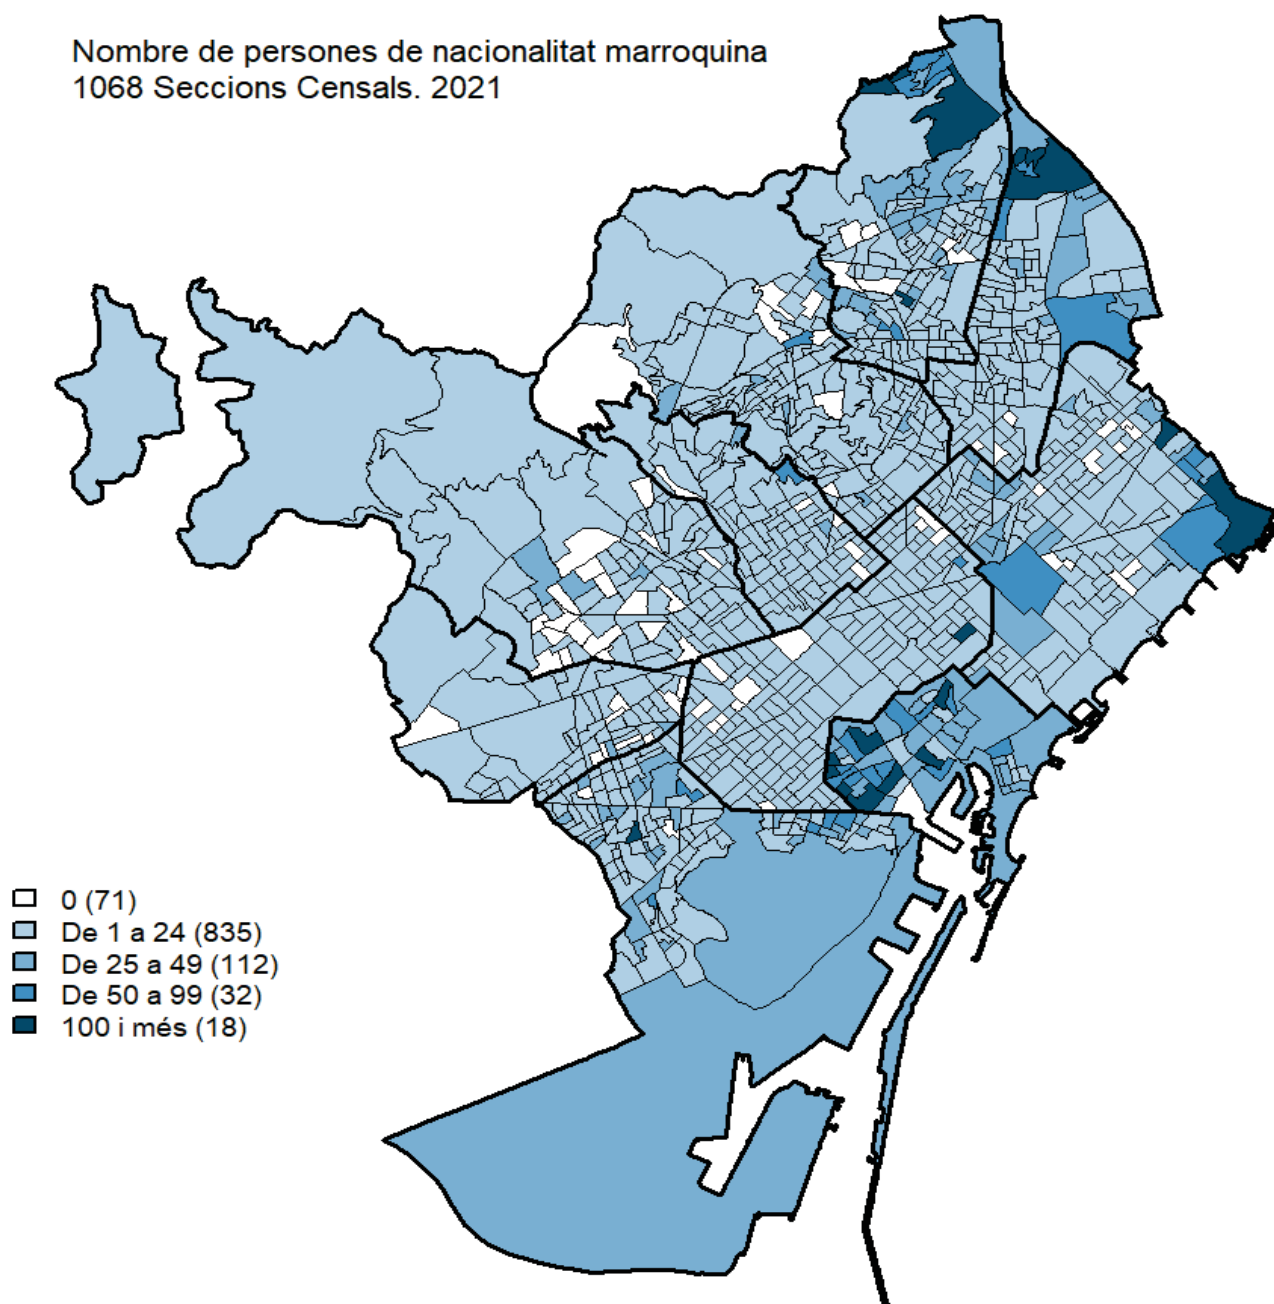 Nombre de persones de nacionalitat marroquina
1068 Seccions Censals. 2021
0 (71)
De 1 a 24 (835)
De 25 a 49 (112)
De 50 a 99 (32)
100 i més (18)